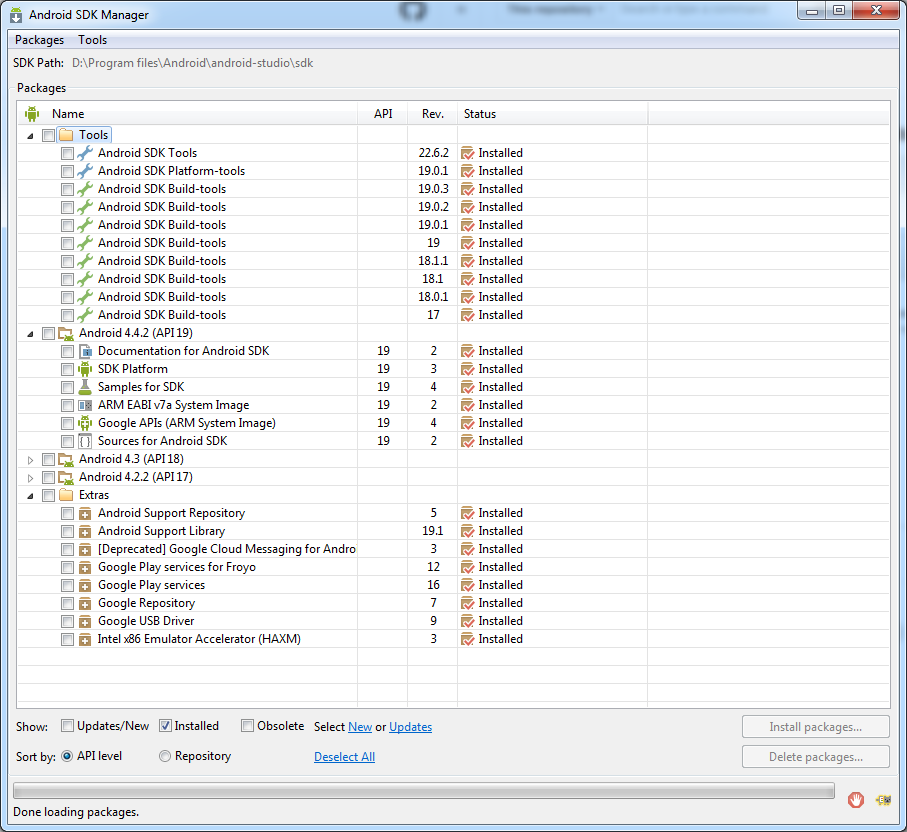 Android SDK Manager
Packages Tools
SDK Path: D:\Program files\Android\android-studio\sdk
Packages
Name API Rev. Status
Tools
Android SDK Tools 22.6.2 Installed
Android SDK Platform-tools 19.0.1 Installed
Android SDK Build-tools 19.0.3 Installed
Android SDK Build-tools 19.0.2 Installed
Android SDK Build-tools 19.0.1 Installed
Android SDK Build-tools 19 Installed
Android SDK Build-tools 18.1.1 Installed
Android SDK Build-tools 18.1 Installed
Android SDK Build-tools 18.0.1 Installed
Android SDK Build-tools 17 Installed
Android 4.4.2 (API 19)
Documentation for Android SDK 19 2 Installed
SDK Platform 19 3 Installed
Samples for SDK 19 4 Installed
ARM EABI v7a System Image 19 2 Installed
Google APIs (ARM System Image) 19 4 Installed
Sources for Android SDK 19 2 Installed
Android 4.3 (API 18)
Android 4.2.2 (API 17)
Extras
Android Support Repository 5 Installed
Android Support Library 19.1 Installed
[Deprecated] Google Cloud Messaging for Andro 3 Installed
Google Play services for Froyo 12 Installed
Google Play services 16 Installed
Google Repository 7 Installed
Google USB Driver 9 Installed
Intel x86 Emulator Accelerator (HAXM) 3 Installed
Show: Updates/New Installed Obsolete Select New or Updates Install packages...
Sort by: API level Repository Deselect All Delete packages...
Done loading packages.